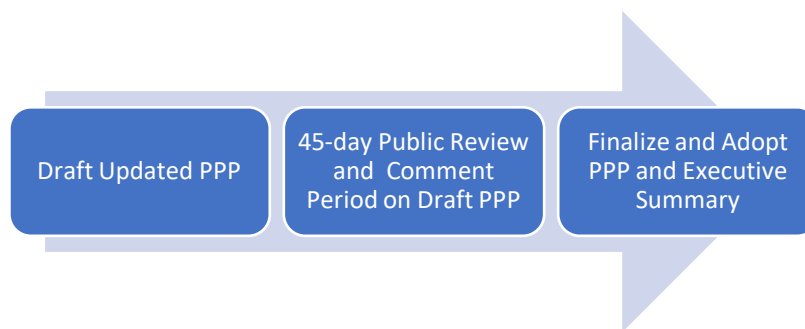 Draft Updated PPP
45-day Public Review
and Comment
Period on Draft PPP
Finalize and Adopt
PPP and Executive
Summary